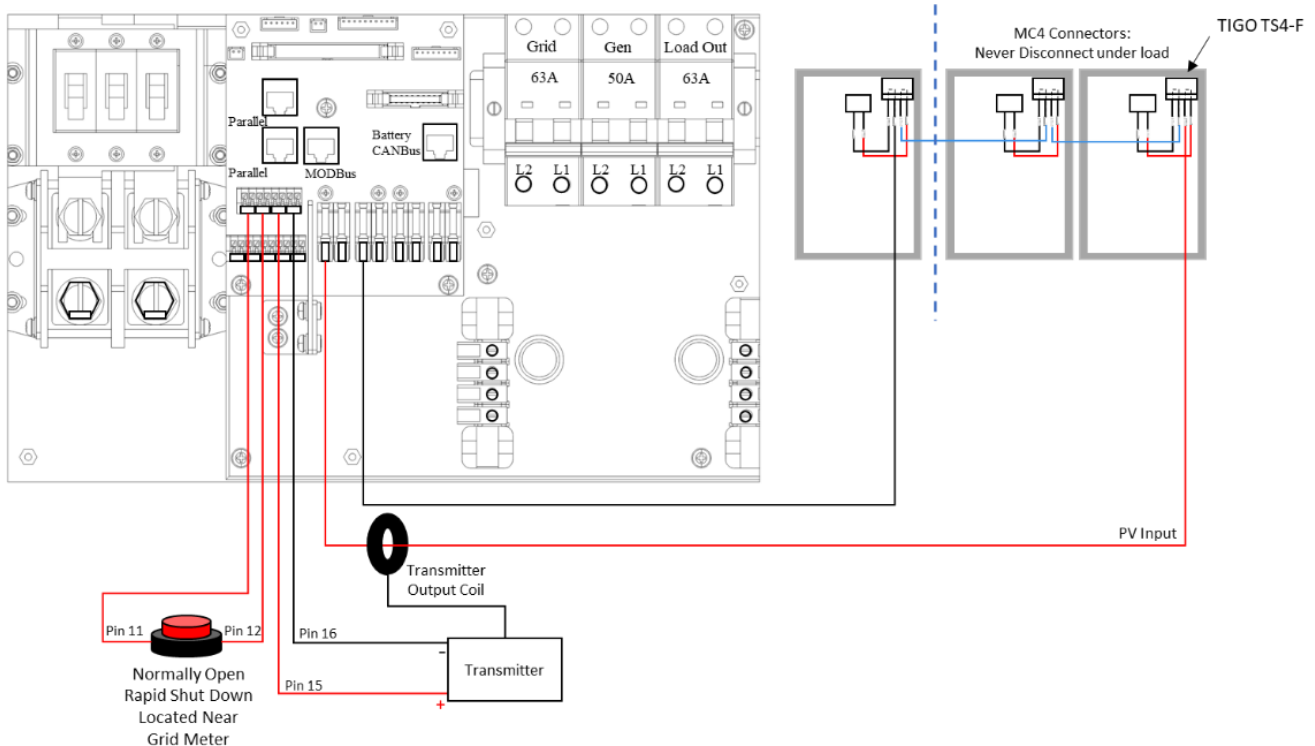 TIGO TS4-F
MC4 Connectors:
Never Disconnect under load
Grid
Gen
Load Out
63A
50A
63A
Parallel
Battery
CANBus
Parallel
MODBus
L2
L1
L2
L1
L2
L1
PV Input
Transmitter
Output Coil
Pin 11
Pin 12
Pin 16
-
Transmitter
Pin 15
+
Normally Open
Rapid Shut Down
Located Near
Grid Meter